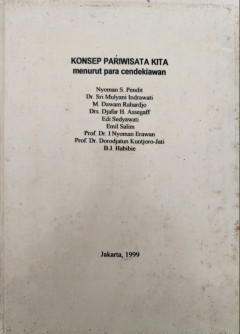 KONSEP PARIWISATA KITA
menurut para cendekiawan
Nyoman S. Pendit
Dr. Sri Mulyani Indrawati
M. Dawam Rahardjo
Drs. Djafar H. Assegaff
Edi Sedyawati
Emil Salim
Prof. Dr. I Nyoman Erawan
Prof. Dr. Dorodjatun Kuntjoro-Jati
B.J. Habibie
Jakarta, 1999